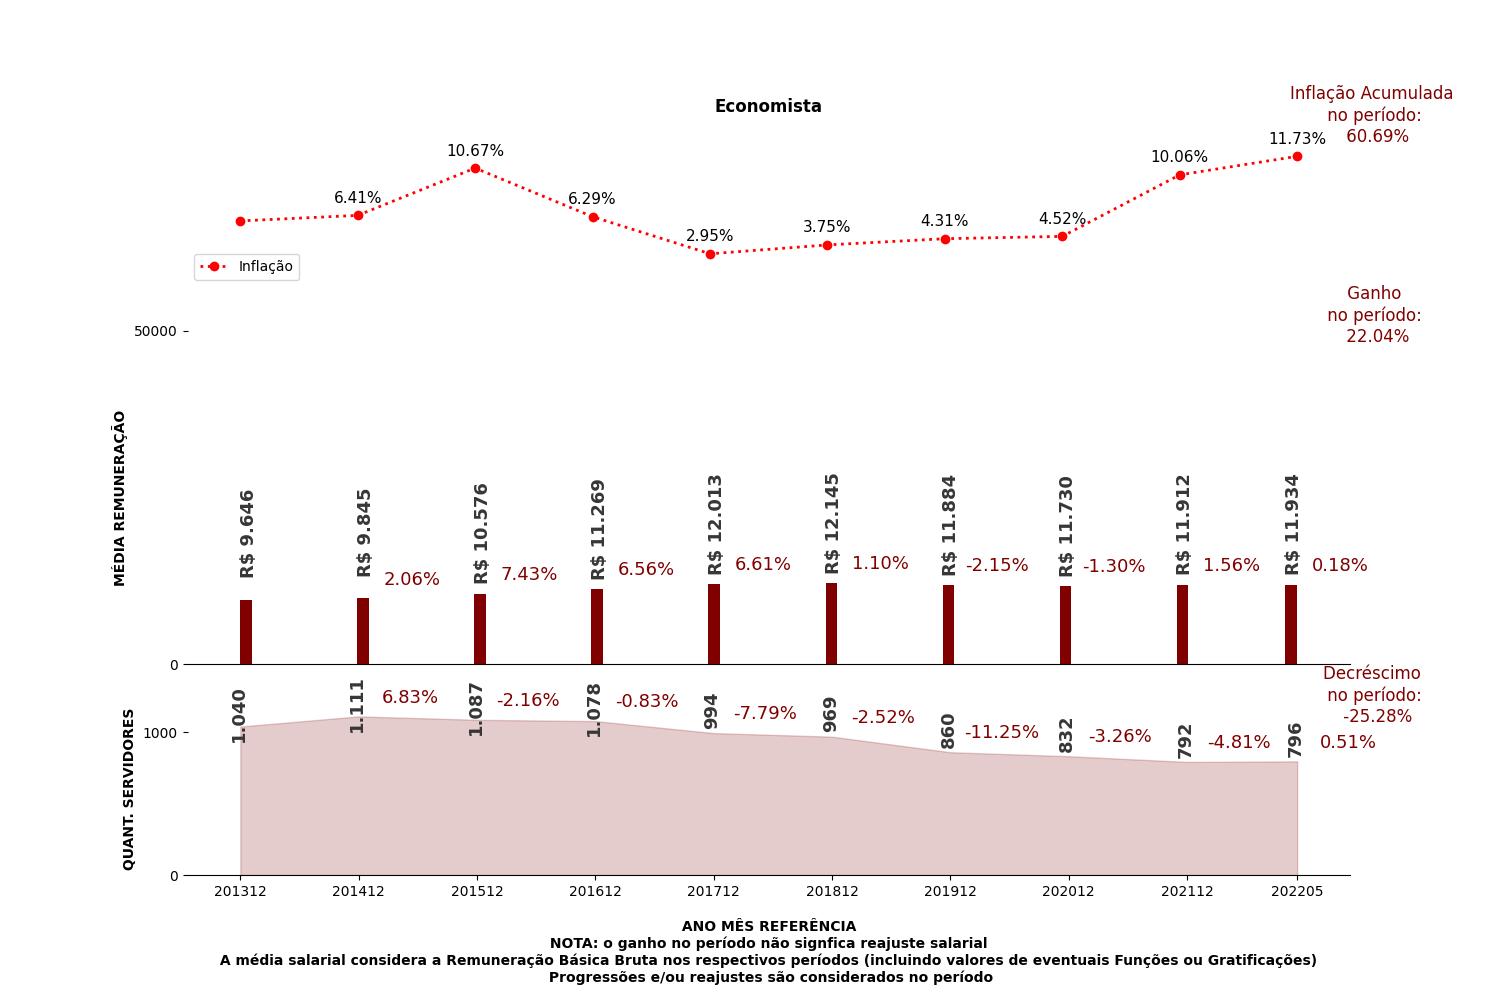 Economista
Inflação Acumulada
no período:
60.69%
6.41%
10.67%
6.29%
2.95%
3.75%
4.31%
4.52%
10.06%
11.73%
Inflação
Ganho
no período:
22.04%
50000
0
MÉDIA REMUNERAÇÃO
R$ 9.646
R$ 9.845
R$ 10.576
R$ 11.269
R$ 12.013
R$ 12.145
R$ 11.884
R$ 11.730
R$ 11.912
R$ 11.934
2.06%
7.43%
6.56%
6.61%
1.10%
-2.15%
-1.30%
1.56%
0.18%
Decréscimo
no período:
-25.28%
1000
0
QUANT. SERVIDORES
1.040
1.111
1.087
1.078
994
969
860
832
792
796
6.83%
-2.16%
-0.83%
-7.79%
-2.52%
-11.25%
-3.26%
-4.81%
0.51%
201312
201412
201512
201612
201712
201812
201912
202012
202112
202205
ANO MÊS REFERÊNCIA
NOTA: o ganho no período não signfica reajuste salarial
A média salarial considera a Remuneração Básica Bruta nos respectivos períodos (incluindo valores de eventuais Funções ou Gratificações)
Progressões e/ou reajustes são considerados no período